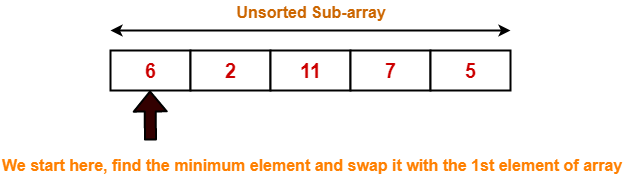 Unsorted Sub-array
6 2 11 7 5
We start here, find the minimum element and swap it with the 1st element of array